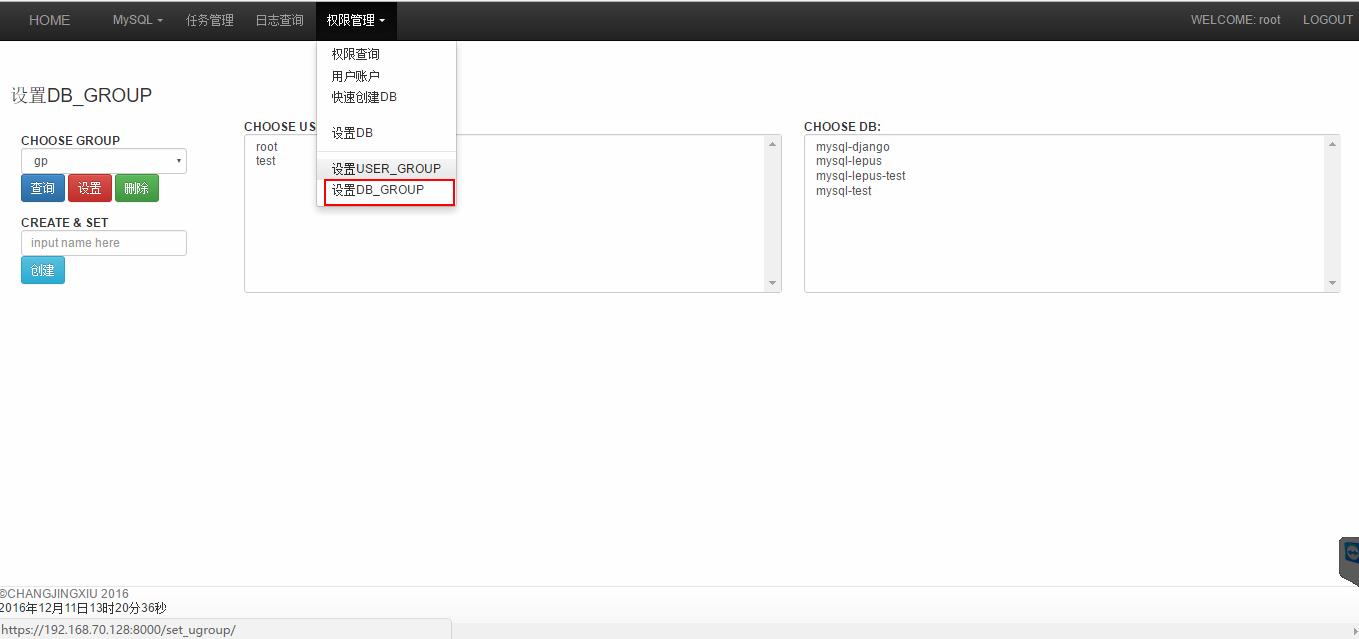 HOME MySQL 任务管理 日志查询 权限管理 WELCOME: root LOGOUT
权限查询
用户账户
快速创建DB
设置DB
设置USER_GROUP
设置DB_GROUP
设置DB_GROUP
CHOOSE GROUP
gp
查询 设置 删除
CREATE & SET
input name here
创建
CHOOSE US
root
test
CHOOSE DB:
mysql-django
mysql-lepus
mysql-lepus-test
mysql-test
©CHANGJINGXIU 2016
2016年12月11日13时20分36秒
https://192.168.70.128:8000/set_ugroup/